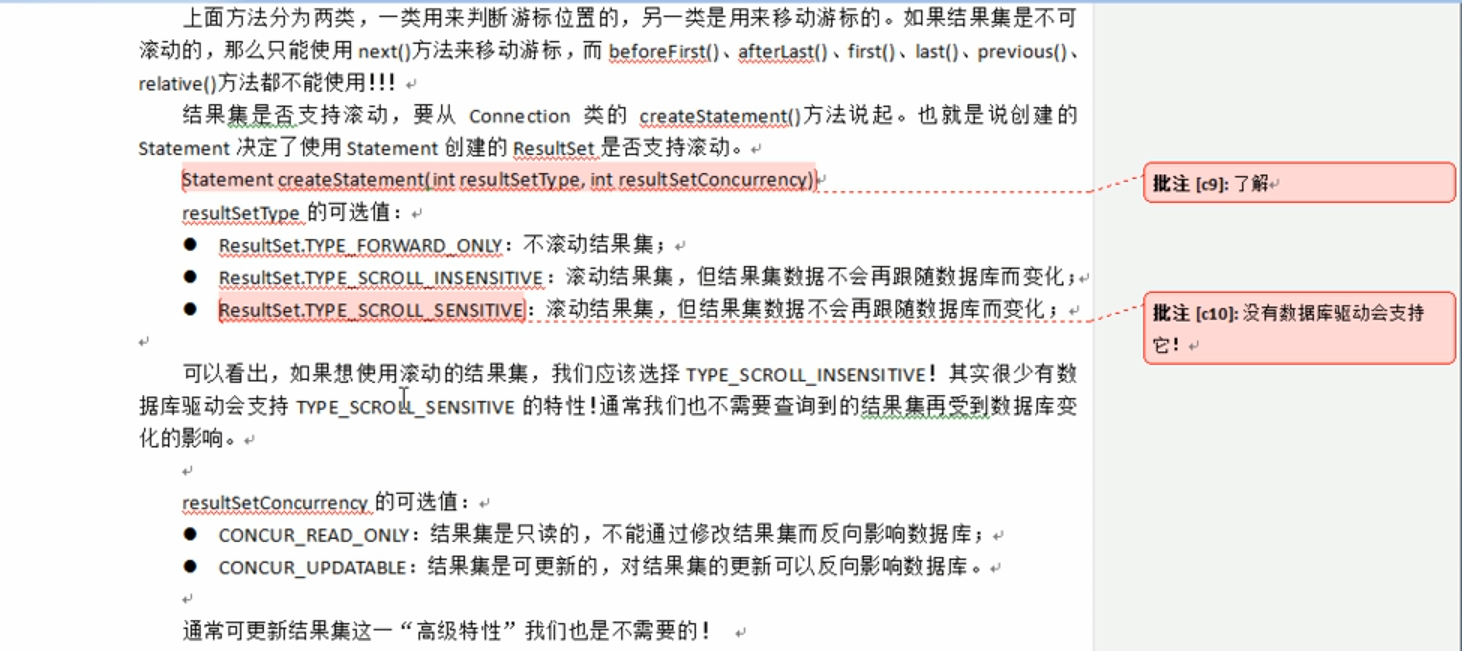 上面方法分为两类，一类用来判断游标位置的，另一类是用来移动游标的。如果结果集是不可
滚动的，那么只能使用 next()方法来移动游标，而 beforeFirst()、afterLast()、first()、last()、previous()、
relative()方法都不能使用!!!
结果集是否支持滚动，要从 Connection 类的 createStatement()方法说起。也就是说创建的
Statement 决定了使用 Statement 创建的 ResultSet 是否支持滚动。
Statement createStatement(int resultSetType, int resultSetConcurrency)
批注 [c9]: 了解
resultSetType 的可选值：
● ResultSet.TYPE_FORWARD_ONLY：不滚动结果集；
● ResultSet.TYPE_SCROLL_INSENSITIVE：滚动结果集，但结果集数据不会再跟随数据库而变化；
● ResultSet.TYPE_SCROLL_SENSITIVE：滚动结果集，但结果集数据不会再跟随数据库而变化；
批注 [c10]: 没有数据库驱动会支持
它！
可以看出，如果想使用滚动的结果集，我们应该选择 TYPE_SCROLL_INSENSITIVE！其实很少有数
据库驱动会支持 TYPE_SCROLL_SENSITIVE 的特性!通常我们也不需要查询到的结果集再受到数据库变
化的影响。
resultSetConcurrency 的可选值：
● CONCUR_READ_ONLY：结果集是只读的，不能通过修改结果集而反向影响数据库；
● CONCUR_UPDATABLE：结果集是可更新的，对结果集的更新可以反向影响数据库。
通常可更新结果集这一“高级特性”我们也是不需要的！